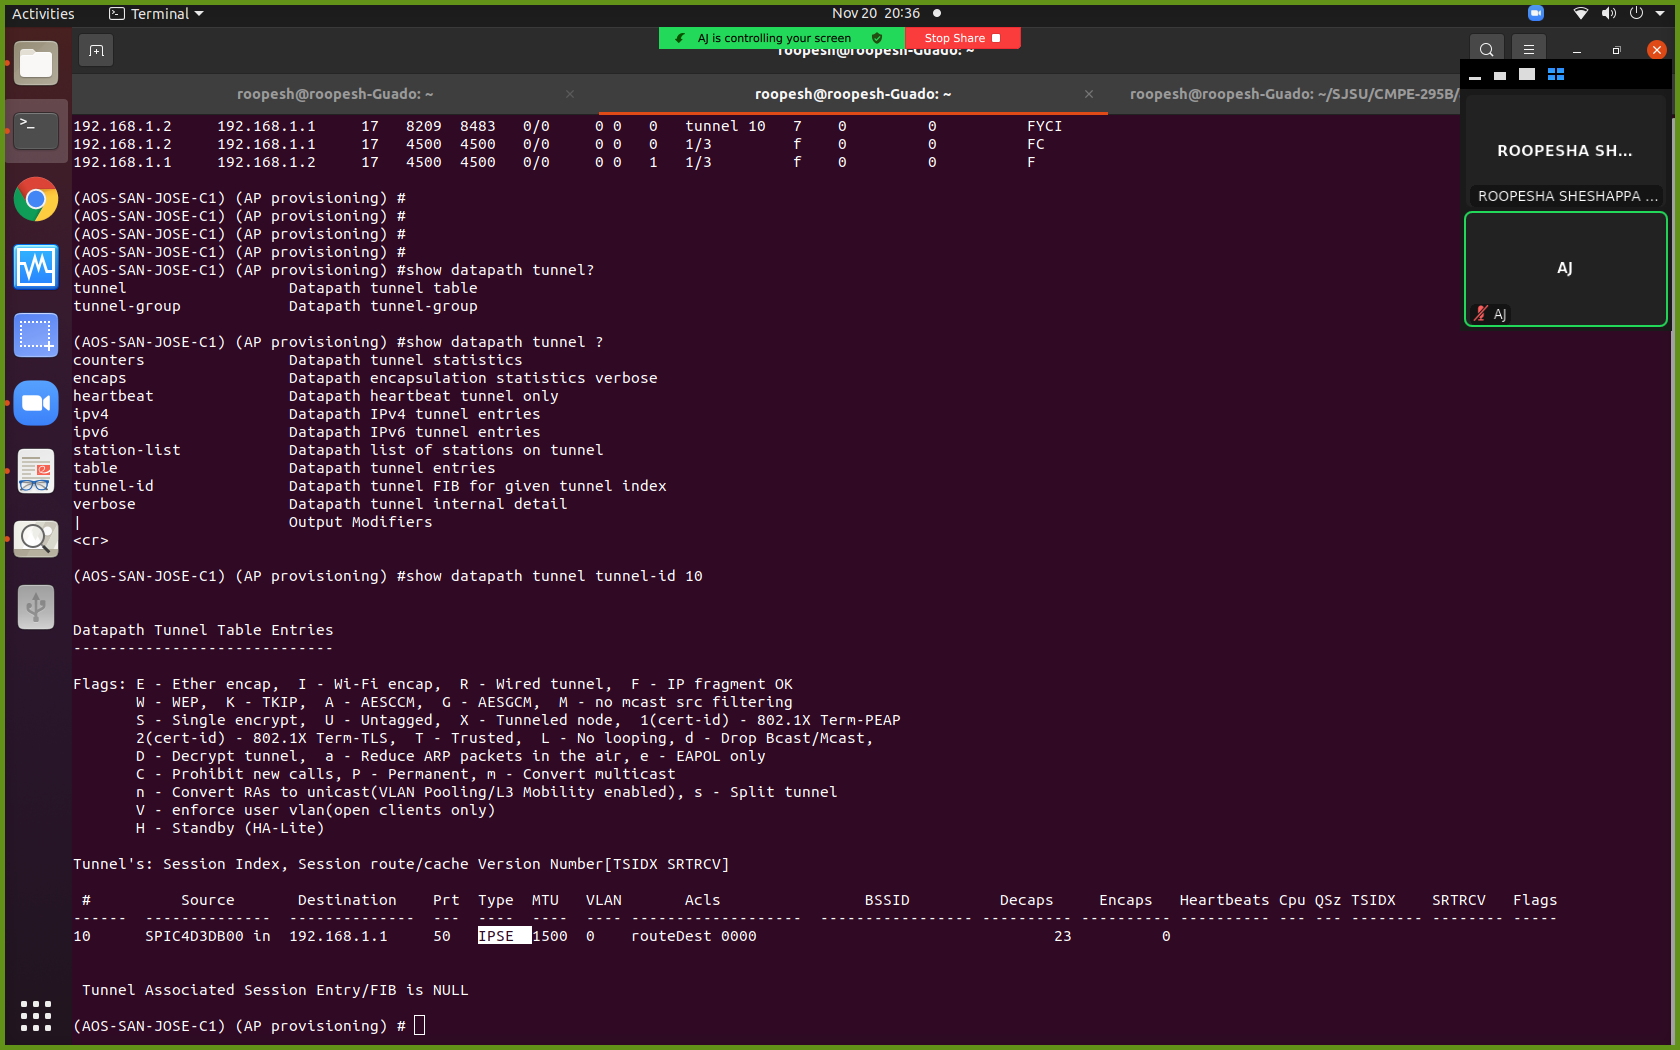 Activities Terminal Nov 20 20:36
AJ is controlling your screen Stop Share
roopesh@roopesh-Guado: ~
roopesh@roopesh-Guado: ~ roopesh@roopesh-Guado: ~ roopesh@roopesh-Guado: ~/SJSU/CMPE-295B/
192.168.1.2 192.168.1.1 17 8209 8483 0/0 0 0 0 tunnel 10 7 0 0 FYCI
192.168.1.2 192.168.1.1 17 4500 4500 0/0 0 0 0 1/3 f 0 0 FC
192.168.1.1 192.168.1.2 17 4500 4500 0/0 0 0 1 1/3 f 0 0 F
(AOS-SAN-JOSE-C1) (AP provisioning) #
(AOS-SAN-JOSE-C1) (AP provisioning) #
(AOS-SAN-JOSE-C1) (AP provisioning) #
(AOS-SAN-JOSE-C1) (AP provisioning) #
(AOS-SAN-JOSE-C1) (AP provisioning) #show datapath tunnel?
tunnel Datapath tunnel table
tunnel-group Datapath tunnel-group
(AOS-SAN-JOSE-C1) (AP provisioning) #show datapath tunnel ?
counters Datapath tunnel statistics
encaps Datapath encapsulation statistics verbose
heartbeat Datapath heartbeat tunnel only
ipv4 Datapath IPv4 tunnel entries
ipv6 Datapath IPv6 tunnel entries
station-list Datapath list of stations on tunnel
table Datapath tunnel entries
tunnel-id Datapath tunnel FIB for given tunnel index
verbose Datapath tunnel internal detail
| Output Modifiers
<cr>
(AOS-SAN-JOSE-C1) (AP provisioning) #show datapath tunnel tunnel-id 10
Datapath Tunnel Table Entries
-----------------------------
Flags: E - Ether encap, I - Wi-Fi encap, R - Wired tunnel, F - IP fragment OK
W - WEP, K - TKIP, A - AESCCM, G - AESGCM, M - no mcast src filtering
S - Single encrypt, U - Untagged, X - Tunneled node, 1(cert-id) - 802.1X Term-PEAP
2(cert-id) - 802.1X Term-TLS, T - Trusted, L - No looping, d - Drop Bcast/Mcast,
D - Decrypt tunnel, a - Reduce ARP packets in the air, e - EAPOL only
C - Prohibit new calls, P - Permanent, m - Convert multicast
n - Convert RAs to unicast(VLAN Pooling/L3 Mobility enabled), s - Split tunnel
V - enforce user vlan(open clients only)
H - Standby (HA-Lite)
Tunnel's: Session Index, Session route/cache Version Number[TSIDX SRTRCV]
# Source Destination Prt Type MTU VLAN Acls BSSID Decaps Encaps Heartbeats Cpu QSz TSIDX SRTRCV Flags
------ -------------- -------------- --- ---- ---- ---- ------------------- ----------------- ---------- ---------- ---------- --- --- -------- -------- -----
10 SPIC4D3DB00 in 192.168.1.1 50 IPSE 1500 0 routeDest 0000 23 0
Tunnel Associated Session Entry/FIB is NULL
(AOS-SAN-JOSE-C1) (AP provisioning) #
ROOPESHA SH...
ROOPESHA SHESHAPPA ...
AJ
AJ